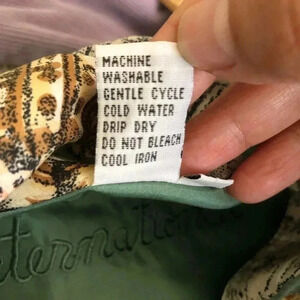 MACHINE
WASHABLE
GENTLE CYCLE
COLD WATER
DRIP DRY
DO NOT BLEACH
COOL IRON